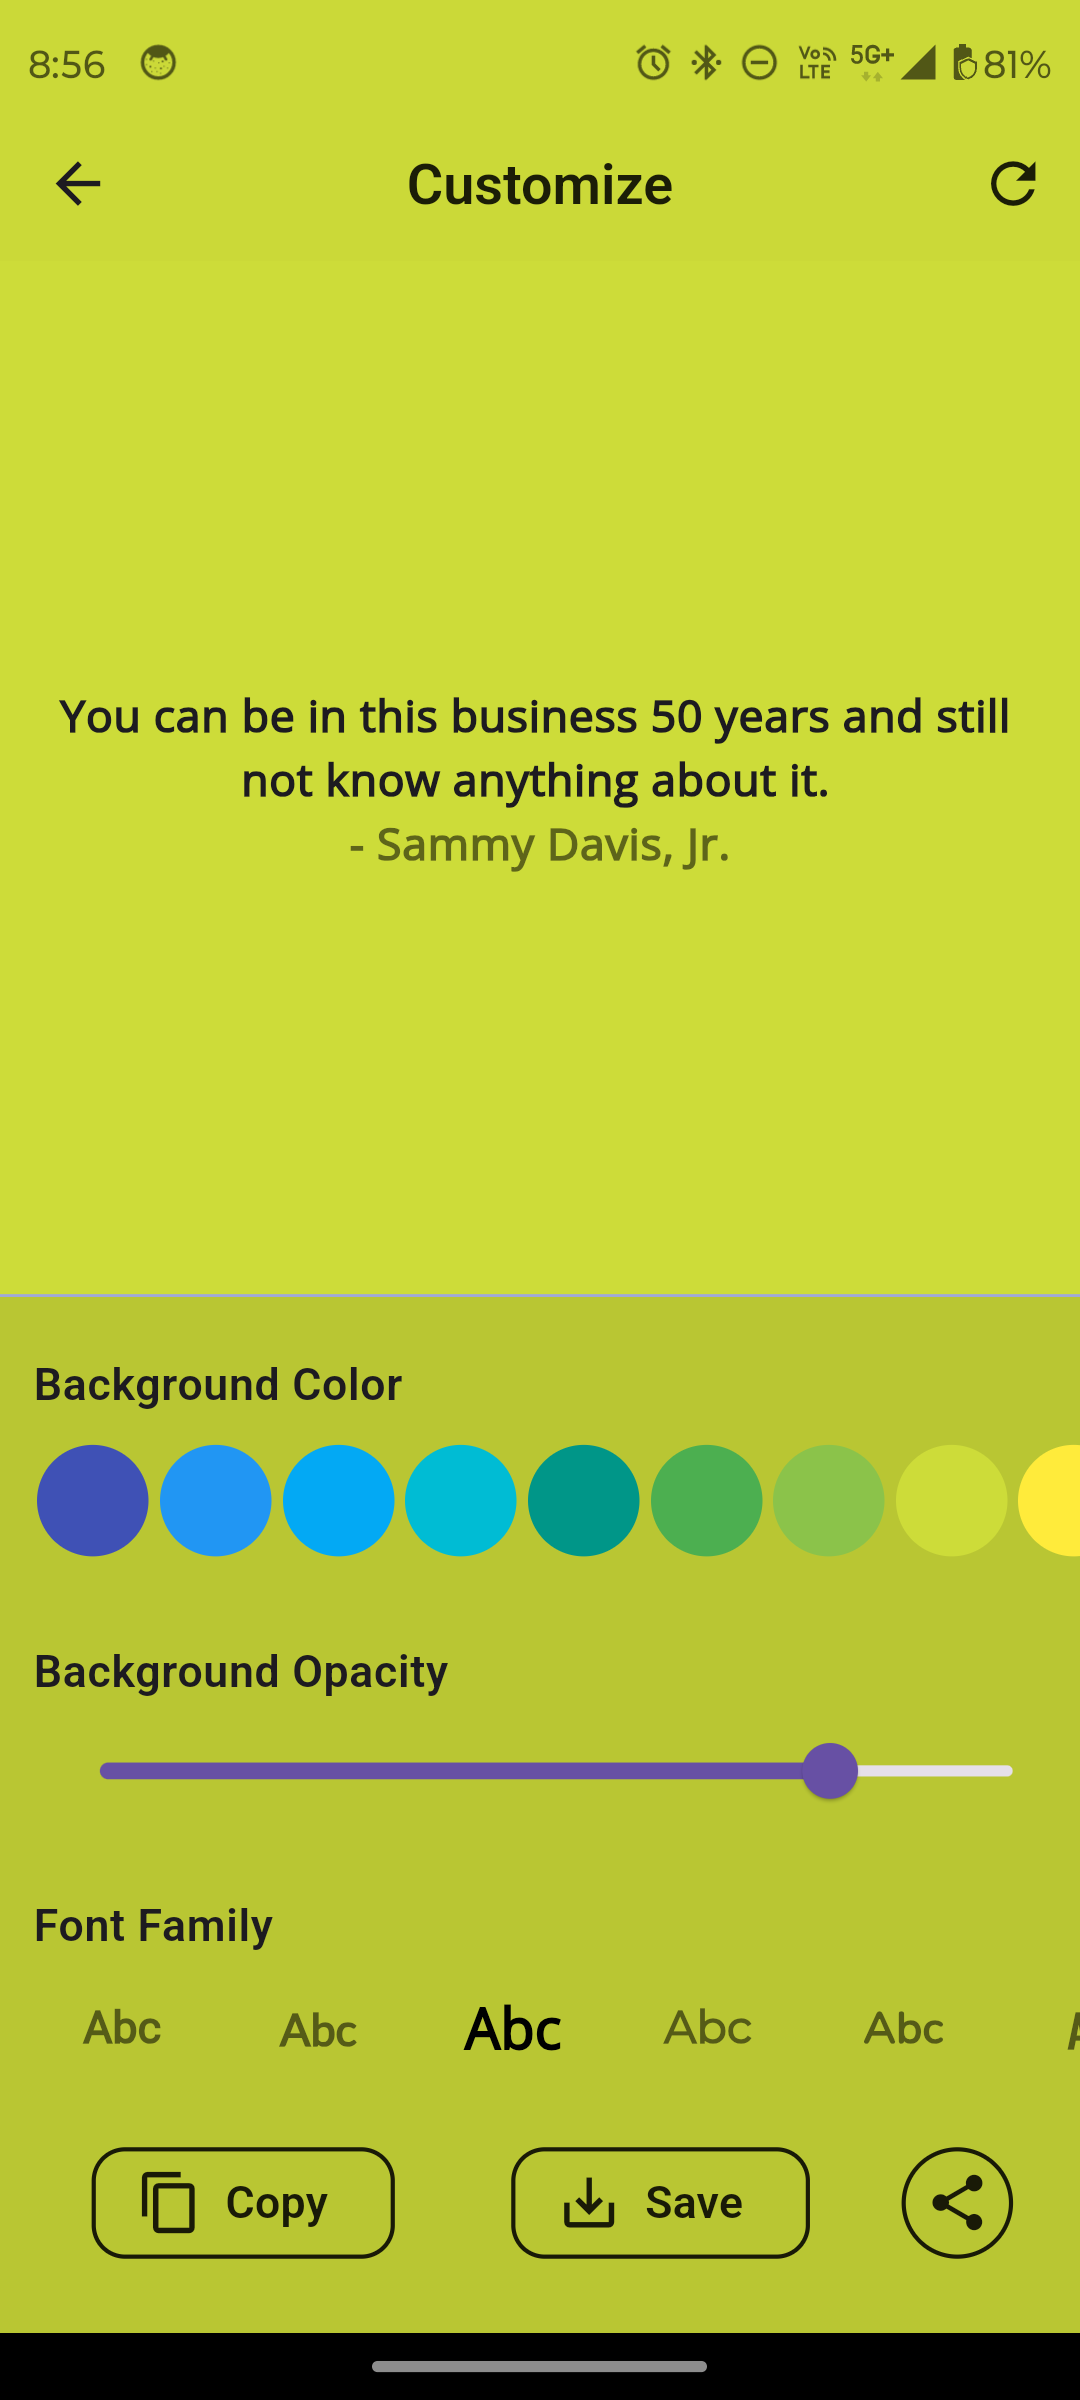 8:56 Vo LTE 5G+ 81%
Customize
You can be in this business 50 years and still
not know anything about it.
- Sammy Davis, Jr.
Background Color
Background Opacity
Font Family
Abc Abc Abc Abc Abc
Copy Save